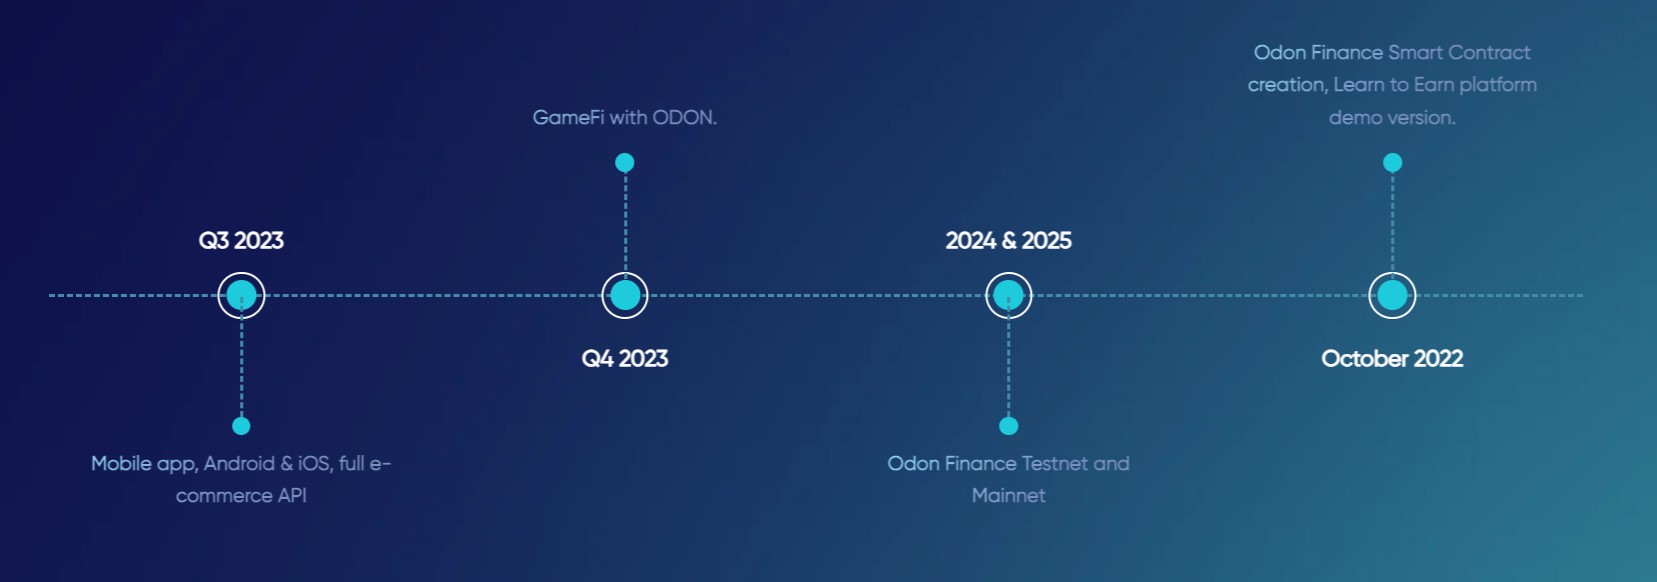 Q3 2023
Mobile app, Android & iOS, full e-
commerce API
GameFi with ODON.
Q4 2023
2024 & 2025
Odon Finance Testnet and
Mainnet
Odon Finance Smart Contract
creation, Learn to Earn platform
demo version.
October 2022